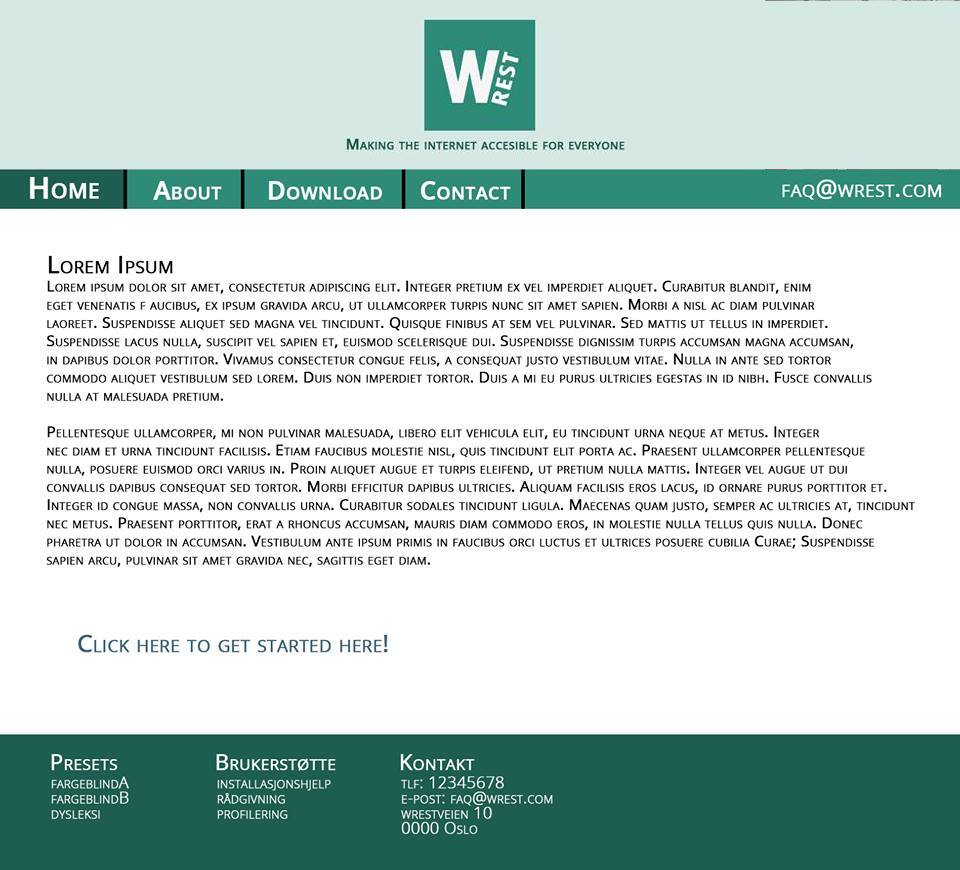 W REST
Making the internet accesible for everyone
Home About Download Contact faq@wrest.com
Lorem Ipsum
Lorem ipsum dolor sit amet, consectetur adipiscing elit. Integer pretium ex vel imperdiet aliquet. Curabitur blandit, enim
eget venenatis f aucibus, ex ipsum gravida arcu, ut ullamcorper turpis nunc sit amet sapien. Morbi a nisl ac diam pulvinar
laoreet. Suspendisse aliquet sed magna vel tincidunt. Quisque finibus at sem vel pulvinar. Sed mattis ut tellus in imperdiet.
Suspendisse lacus nulla, suscipit vel sapien et, euismod scelerisque dui. Suspendisse dignissim turpis accumsan magna accumsan,
in dapibus dolor porttitor. Vivamus consectetur congue felis, a consequat justo vestibulum vitae. Nulla in ante sed tortor
commodo aliquet vestibulum sed lorem. Duis non imperdiet tortor. Duis a mi eu purus ultricies egestas in id nibh. Fusce convallis
nulla at malesuada pretium.
Pellentesque ullamcorper, mi non pulvinar malesuada, libero elit vehicula elit, eu tincidunt urna neque at metus. Integer
nec diam et urna tincidunt facilisis. Etiam faucibus molestie nisl, quis tincidunt elit porta ac. Praesent ullamcorper pellentesque
nulla, posuere euismod orci varius in. Proin aliquet augue et turpis eleifend, ut pretium nulla mattis. Integer vel augue ut dui
convallis dapibus consequat sed tortor. Morbi efficitur dapibus ultricies. Aliquam facilisis eros lacus, id ornare purus porttitor et.
Integer id congue massa, non convallis urna. Curabitur sodales tincidunt ligula. Maecenas quam justo, semper ac ultricies at, tincidunt
nec metus. Praesent porttitor, erat a rhoncus accumsan, mauris diam commodo eros, in molestie nulla tellus quis nulla. Donec
pharetra ut dolor in accumsan. Vestibulum ante ipsum primis in faucibus orci luctus et ultrices posuere cubilia Curae; Suspendisse
sapien arcu, pulvinar sit amet gravida nec, sagittis eget diam.
Click here to get started here!
Presets
fargeblindA
fargeblindB
dysleksi
Brukerstøtte
installasjonshjelp
rådgivning
profilering
Kontakt
tlf: 12345678
e-post: faq@wrest.com
wrestveien 10
0000 Oslo